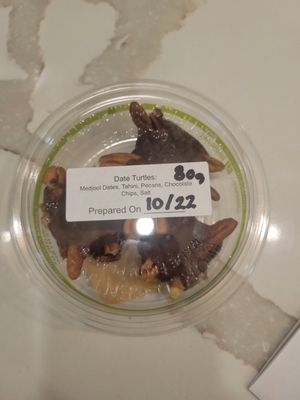 Date Turtles: 80g
Medjool Dates, Tahini, Pecans, Chocolate
Chips, Salt
Prepared On 10/22